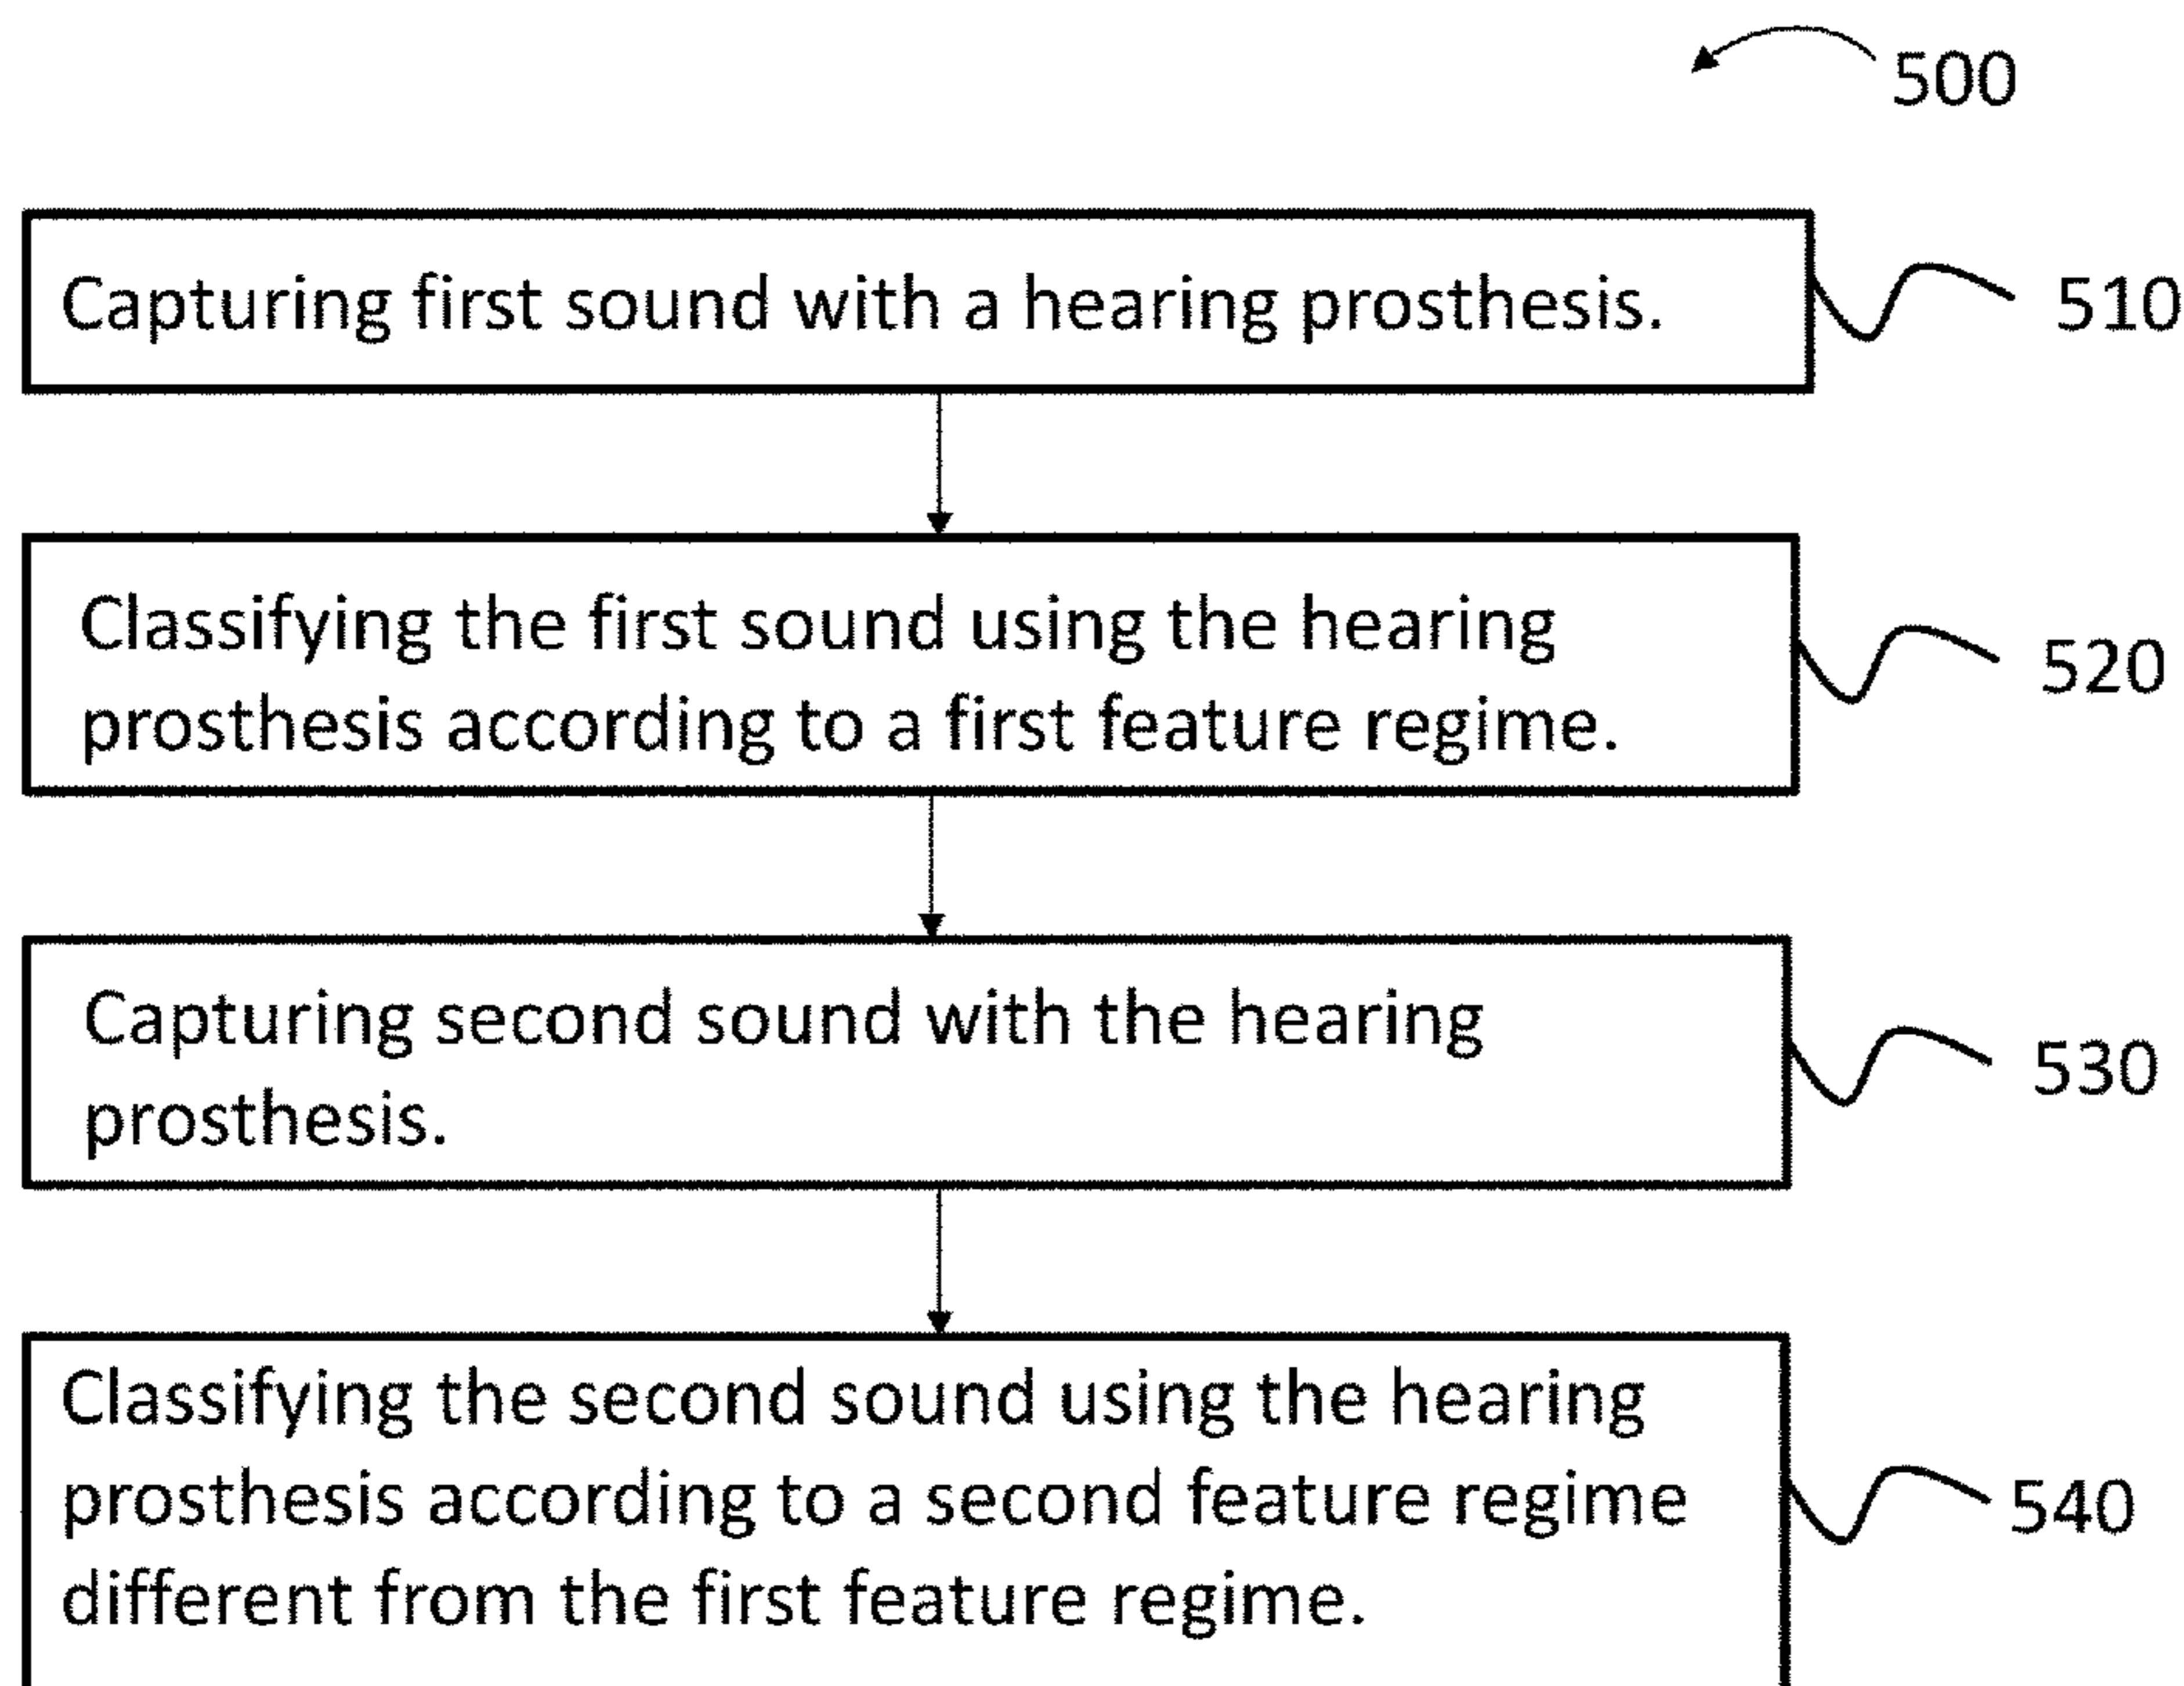 500
Capturing first sound with a hearing prosthesis.
510
Classifying the first sound using the hearing
prosthesis according to a first feature regime.
520
Capturing second sound with the hearing
prosthesis.
530
Classifying the second sound using the hearing
prosthesis according to a second feature regime
different from the first feature regime.
540